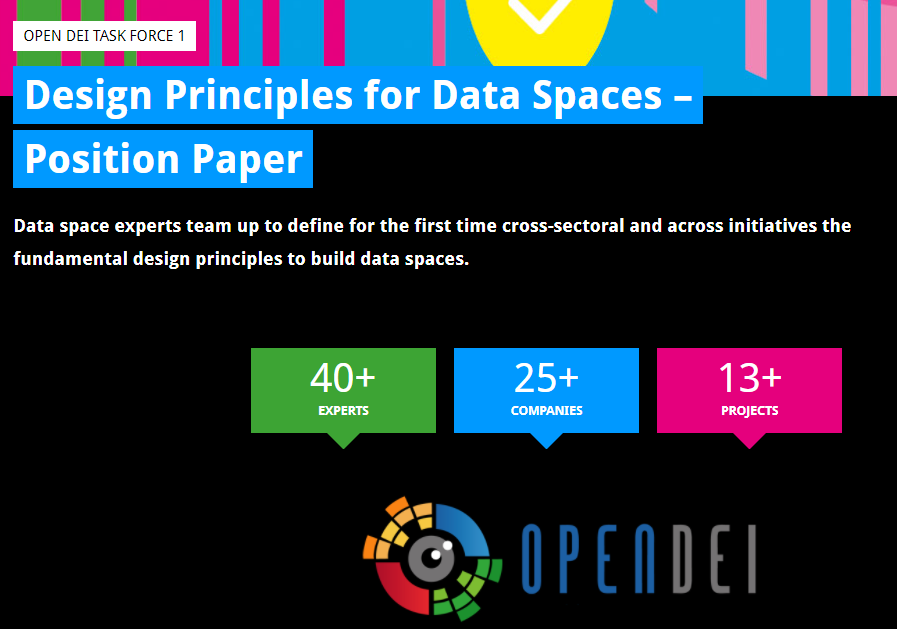 OPEN DEI TASK FORCE 1
Design Principles for Data Spaces –
Position Paper
Data space experts team up to define for the first time cross-sectoral and across initiatives the
fundamental design principles to build data spaces.
40+
EXPERTS
25+
COMPANIES
13+
PROJECTS
OPENDEI